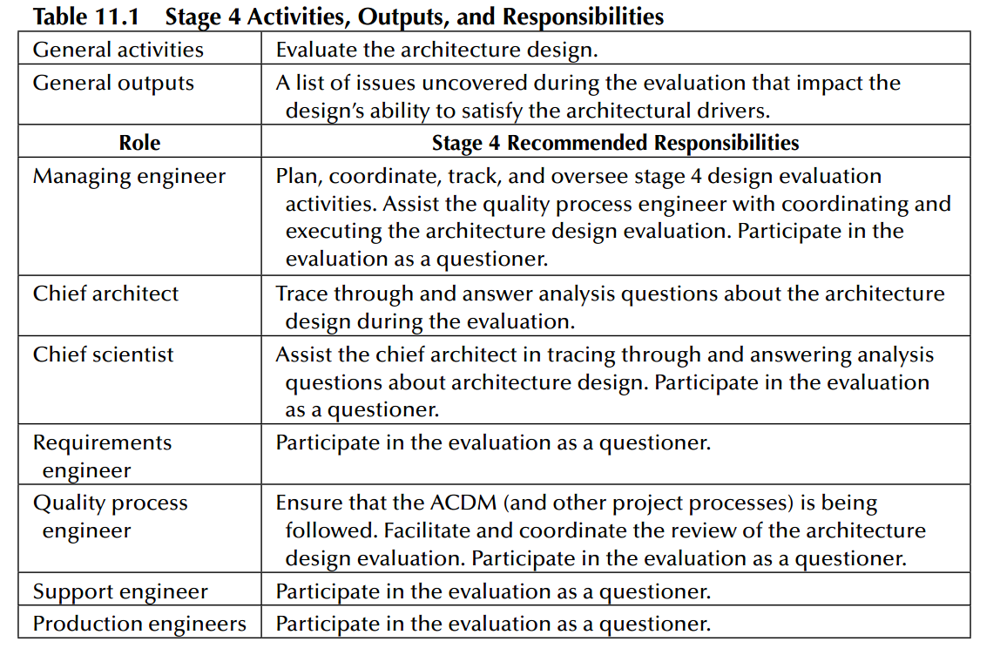 Table 11.1 Stage 4 Activities, Outputs, and Responsibilities
General activities
Evaluate the architecture design.
General outputs
A list of issues uncovered during the evaluation that impact the
design’s ability to satisfy the architectural drivers.
Role
Stage 4 Recommended Responsibilities
Managing engineer
Plan, coordinate, track, and oversee stage 4 design evaluation
activities. Assist the quality process engineer with coordinating and
executing the architecture design evaluation. Participate in the
evaluation as a questioner.
Chief architect
Trace through and answer analysis questions about the architecture
design during the evaluation.
Chief scientist
Assist the chief architect in tracing through and answering analysis
questions about architecture design. Participate in the evaluation
as a questioner.
Requirements
engineer
Participate in the evaluation as a questioner.
Quality process
engineer
Ensure that the ACDM (and other project processes) is being
followed. Facilitate and coordinate the review of the architecture
design evaluation. Participate in the evaluation as a questioner.
Support engineer
Participate in the evaluation as a questioner.
Production engineers
Participate in the evaluation as a questioner.